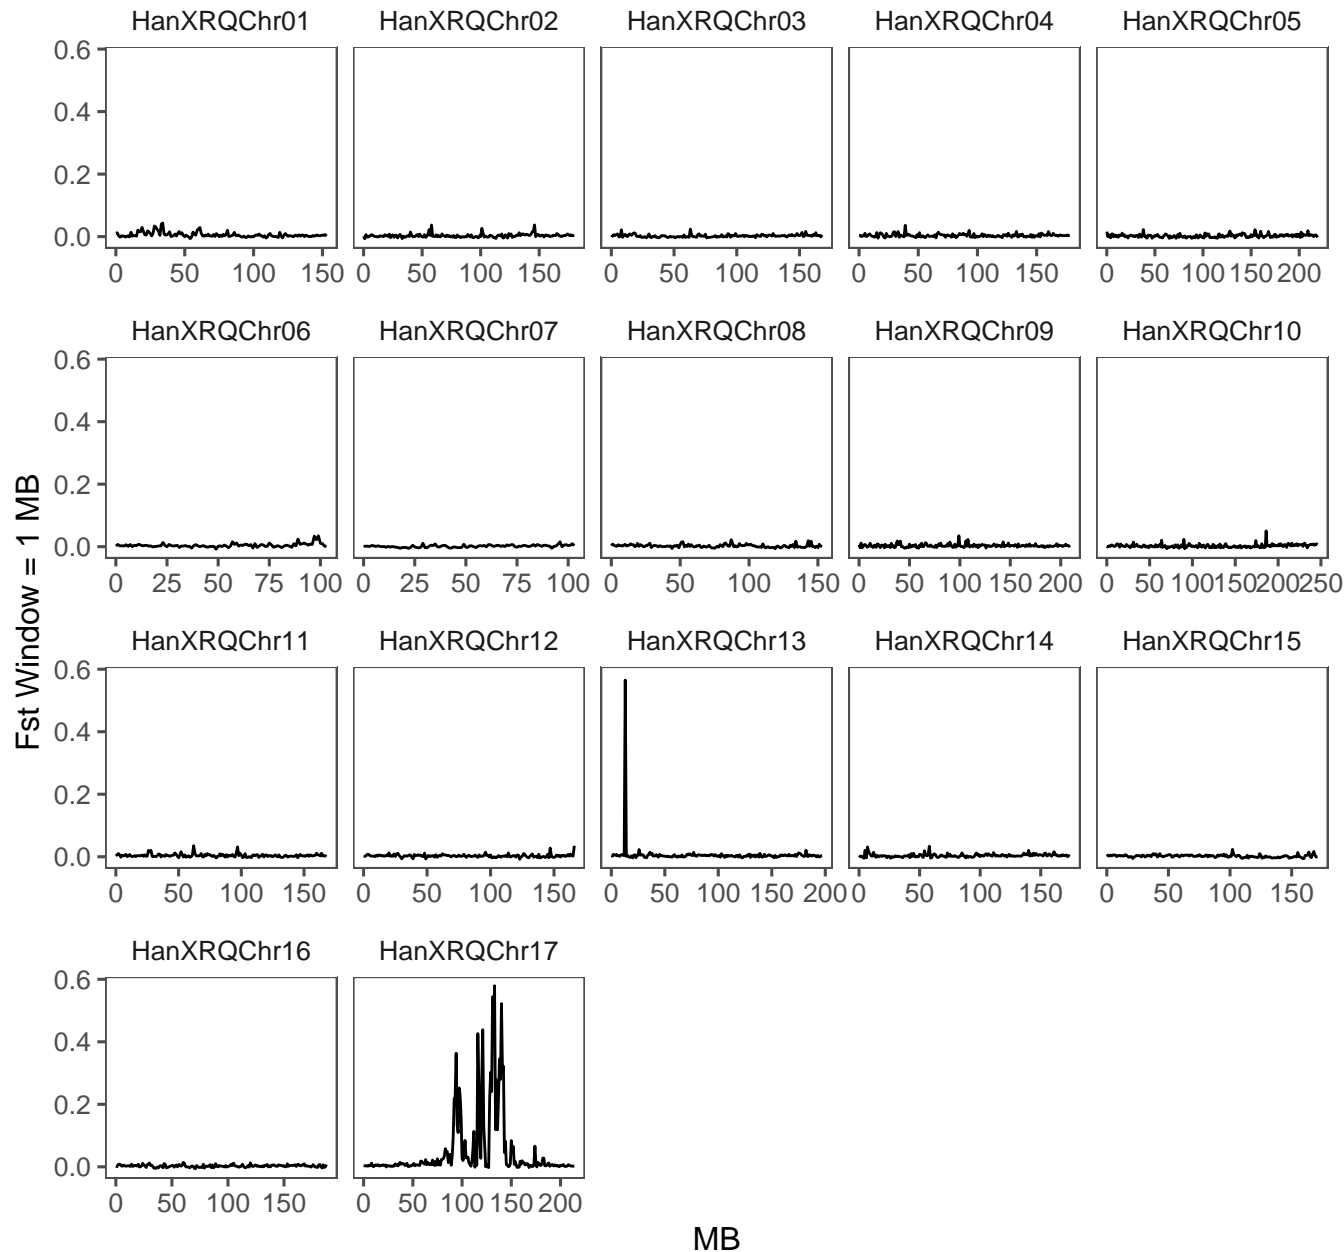 HanXRQChr01 HanXRQChr02 HanXRQChr03 HanXRQChr04 HanXRQChr05
0.6
0.4
0.2
0.0
0 50 100 150 0 50 100 150 0 50 100 150 0 50 100 150 0 50 100 150 200
HanXRQChr06 HanXRQChr07 HanXRQChr08 HanXRQChr09 HanXRQChr10
0.6
0.4
0.2
0.0
0 25 50 75 100 0 25 50 75 100 0 50 100 150 0 50 100 150 200 0 50 100 150 200 250
Fst Window = 1 MB
HanXRQChr11 HanXRQChr12 HanXRQChr13 HanXRQChr14 HanXRQChr15
0.6
0.4
0.2
0.0
0 50 100 150 0 50 100 150 0 50 100 150 200 0 50 100 150 0 50 100 150
HanXRQChr16 HanXRQChr17
0.6
0.4
0.2
0.0
0 50 100 150 0 50 100 150 200
MB